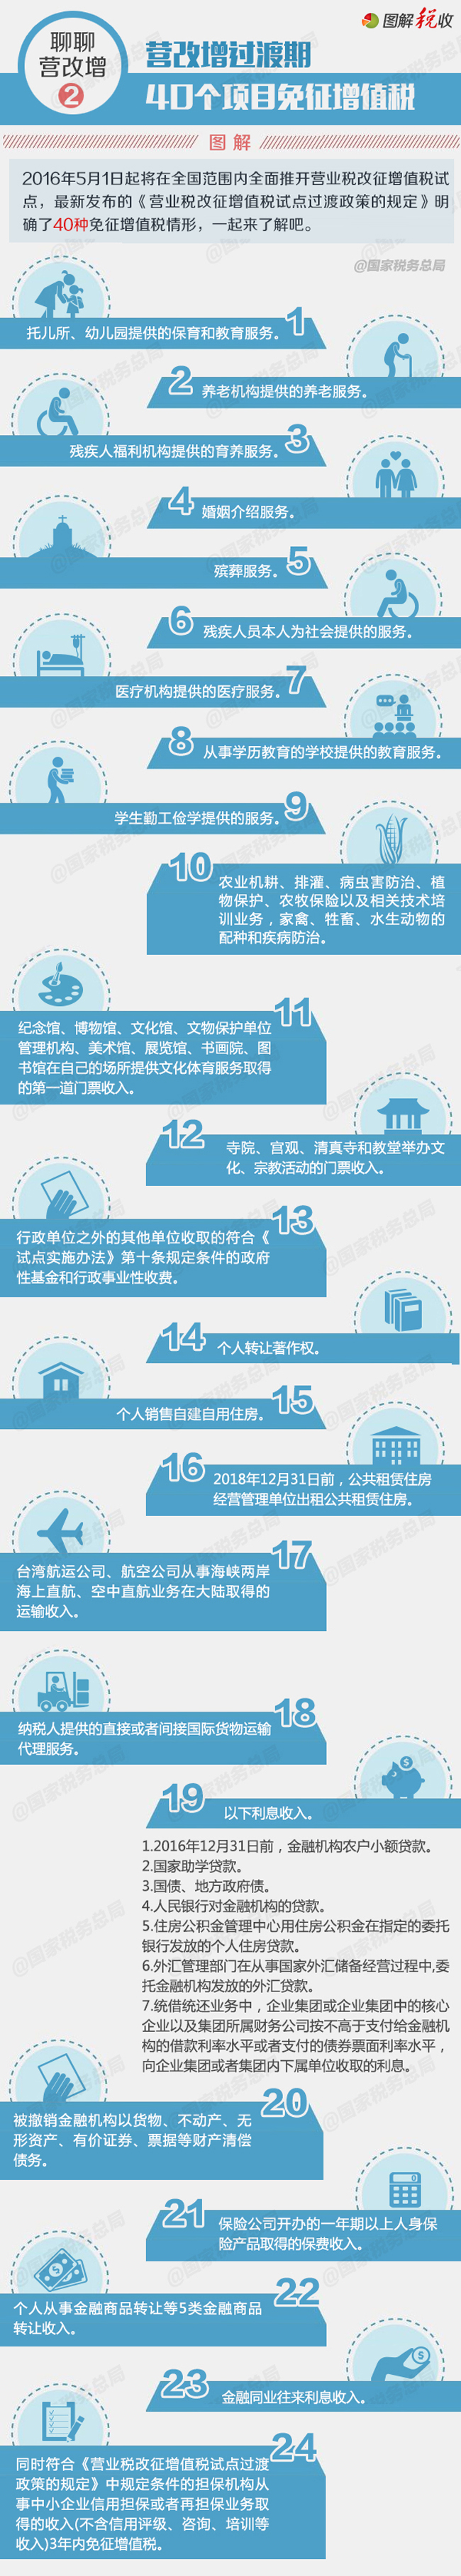 图解税收
聊聊
营改增
2
营改增过渡期
40个项目免征增值税
图解
2016年5月1日起将在全国范围内全面推开营业税改征增值税试
点，最新发布的《营业税改征增值税试点过渡政策的规定》明
确了40种免征增值税情形，一起来了解吧。
@国家税务总局
1
托儿所、幼儿园提供的保育和教育服务。
2
养老机构提供的养老服务。
3
残疾人福利机构提供的育养服务。
4
婚姻介绍服务。
5
殡葬服务。
6
残疾人员本人为社会提供的服务。
7
医疗机构提供的医疗服务。
8
从事学历教育的学校提供的教育服务。
9
学生勤工俭学提供的服务。
10
农业机耕、排灌、病虫害防治、植
物保护、农牧保险以及相关技术培
训业务，家禽、牲畜、水生动物的
配种和疾病防治。
11
纪念馆、博物馆、文化馆、文物保护单位
管理机构、美术馆、展览馆、书画院、图
书馆在自己的场所提供文化体育服务取得
的第一道门票收入。
12
寺院、宫观、清真寺和教堂举办文
化、宗教活动的门票收入。
13
行政单位之外的其他单位收取的符合《
试点实施办法》第十条规定条件的政府
性基金和行政事业性收费。
14
个人转让著作权。
15
个人销售自建自用住房。
16
2018年12月31日前，公共租赁住房
经营管理单位出租公共租赁住房。
17
台湾航运公司、航空公司从事海峡两岸
海上直航、空中直航业务在大陆取得的
运输收入。
18
纳税人提供的直接或者间接国际货物运输
代理服务。
19
以下利息收入。
1.2016年12月31日前，金融机构农户小额贷款。
2.国家助学贷款。
3.国债、地方政府债。
4.人民银行对金融机构的贷款。
5.住房公积金管理中心用住房公积金在指定的委托
银行发放的个人住房贷款。
6.外汇管理部门在从事国家外汇储备经营过程中,委
托金融机构发放的外汇贷款。
7.统借统还业务中，企业集团或企业集团中的核心
企业以及集团所属财务公司按不高于支付给金融机
构的借款利率水平或者支付的债券票面利率水平，
向企业集团或者集团内下属单位收取的利息。
20
被撤销金融机构以货物、不动产、无
形资产、有价证券、票据等财产清偿
债务。
21
保险公司开办的一年期以上人身保
险产品取得的保费收入。
22
个人从事金融商品转让等5类金融商品
转让收入。
23
金融同业往来利息收入。
24
同时符合《营业税改征增值税试点过渡
政策的规定》中规定条件的担保机构从
事中小企业信用担保或者再担保业务取
得的收入(不含信用评级、咨询、培训等
收入)3年内免征增值税。